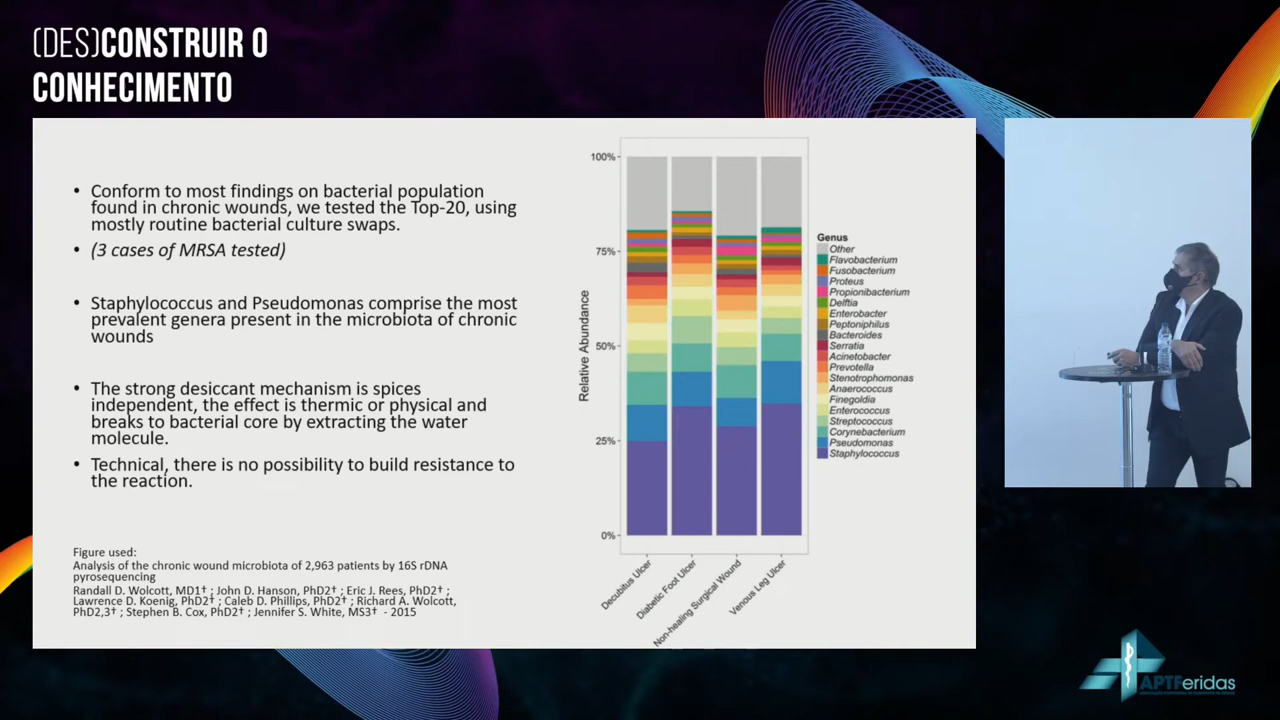 (DES)CONSTRUIR O
CONHECIMENTO
• Conform to most findings on bacterial population
found in chronic wounds, we tested the Top-20, using
mostly routine bacterial culture swaps.
• (3 cases of MRSA tested)
• Staphylococcus and Pseudomonas comprise the most
prevalent genera present in the microbiota of chronic
wounds
• The strong desiccant mechanism is spices
independent, the effect is thermic or physical and
breaks to bacterial core by extracting the water
molecule.
• Technical, there is no possibility to build resistance to
the reaction.
Figure used:
Analysis of the chronic wound microbiota of 2,963 patients by 16S rDNA
pyrosequencing
Randall D. Wolcott, MD1† ; John D. Hanson, PhD2† ; Eric J. Rees, PhD2† ;
Lawrence D. Koenig, PhD2† ; Caleb D. Phillips, PhD2† ; Richard A. Wolcott,
PhD2,3† ; Stephen B. Cox, PhD2† ; Jennifer S. White, MS3† - 2015
Relative Abundance
100%
75%
50%
25%
0%
Decubitus Ulcer
Diabetic Foot Ulcer
Non-healing Surgical Wound
Venous Leg Ulcer
Genus
Other
Flavobacterium
Fusobacterium
Proteus
Propionibacterium
Delftia
Enterobacter
Peptoniphilus
Bacteroides
Serratia
Acinetobacter
Prevotella
Stenotrophomonas
Anaerococcus
Finegoldia
Enterococcus
Streptococcus
Corynebacterium
Pseudomonas
Staphylococcus
APTFeridas